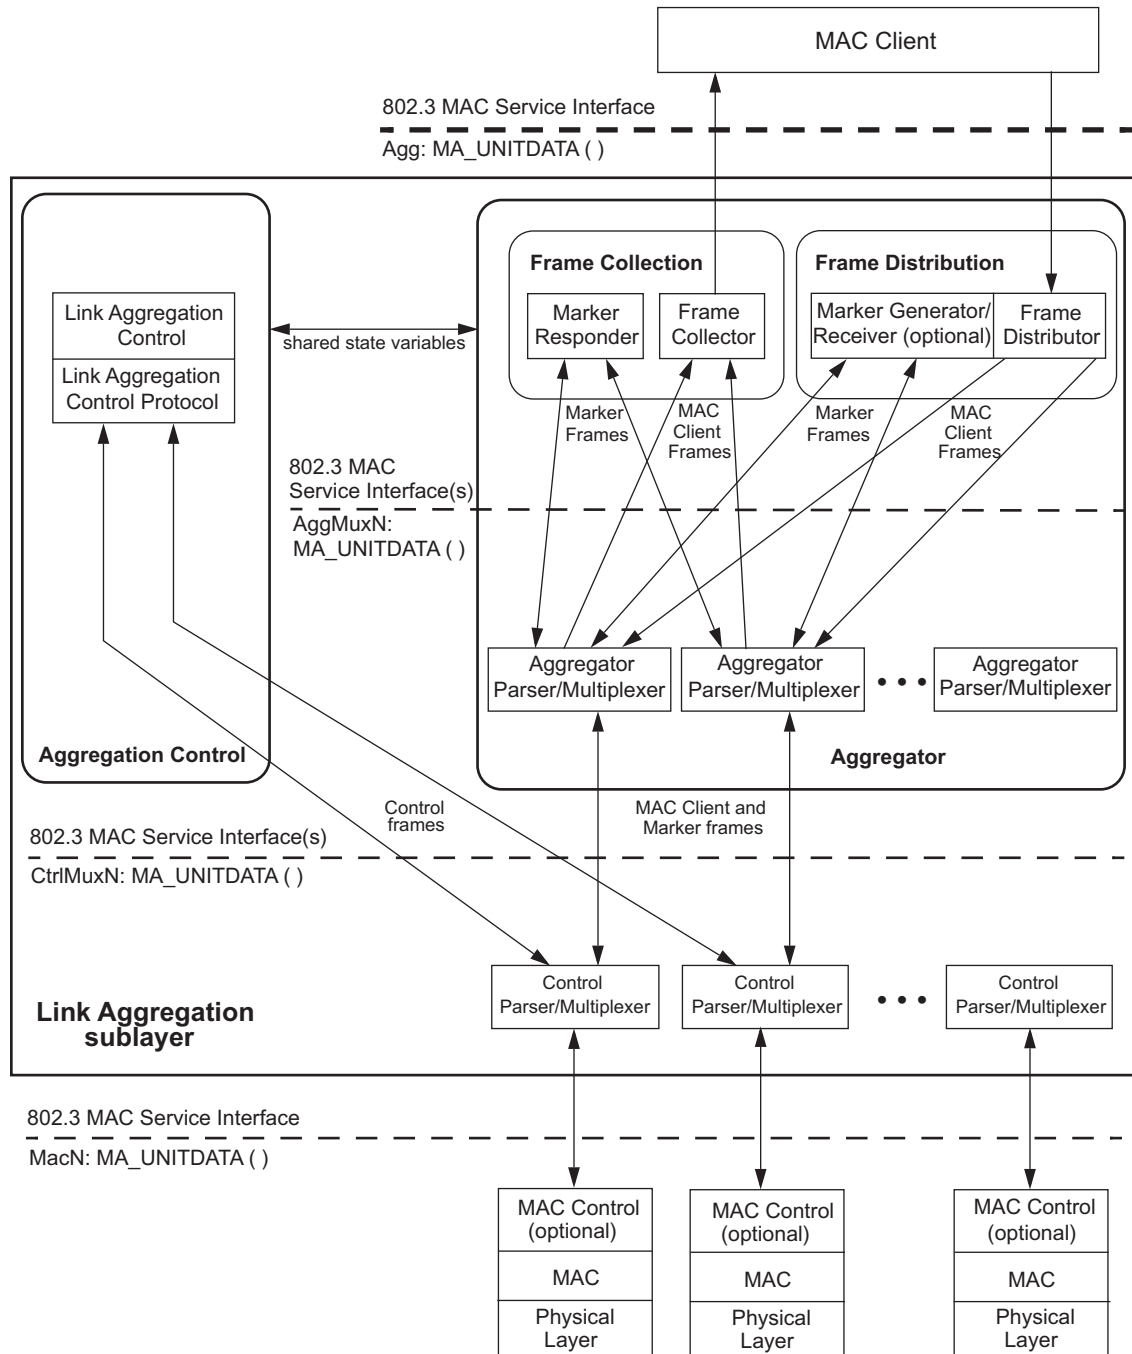 MAC Client
802.3 MAC Service Interface
Agg: MA_UNITDATA ( )
Frame Collection
Frame Distribution
Link Aggregation
Control
Link Aggregation
Control Protocol
shared state variables
Marker
Responder
Frame
Collector
Marker Generator/
Receiver (optional)
Frame
Distributor
Marker
Frames
MAC
Client
Frames
Marker
Frames
MAC
Client
Frames
802.3 MAC
Service Interface(s)
AggMuxN:
MA_UNITDATA ( )
Aggregator
Parser/Multiplexer
Aggregator
Parser/Multiplexer
• • •
Aggregator
Parser/Multiplexer
Aggregation Control
Aggregator
Control
frames
MAC Client and
Marker frames
802.3 MAC Service Interface(s)
CtrlMuxN: MA_UNITDATA ( )
Control
Parser/Multiplexer
Control
Parser/Multiplexer
• • •
Control
Parser/Multiplexer
Link Aggregation
sublayer
802.3 MAC Service Interface
MacN: MA_UNITDATA ( )
MAC Control
(optional)
MAC
Physical
Layer
MAC Control
(optional)
MAC
Physical
Layer
MAC Control
(optional)
MAC
Physical
Layer